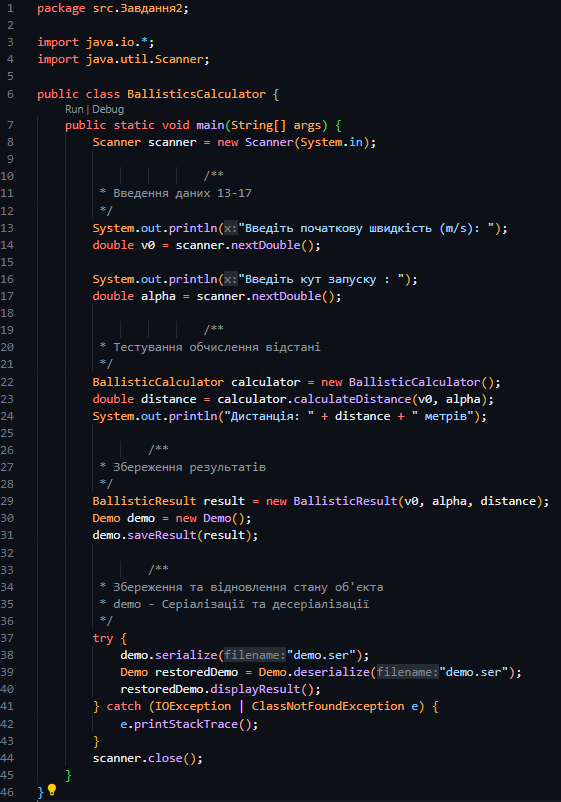 1 package src.Завдання2;
2
3 import java.io.*;
4 import java.util.Scanner;
5
6 public class BallisticsCalculator {
Run | Debug
7 public static void main(String[] args) {
8 Scanner scanner = new Scanner(System.in);
9
10 /**
11 * Введення даних 13-17
12 */
13 System.out.println(x:"Введіть початкову швидкість (m/s): ");
14 double v0 = scanner.nextDouble();
15
16 System.out.println(x:"Введіть кут запуску : ");
17 double alpha = scanner.nextDouble();
18
19 /**
20 * Тестування обчислення відстані
21 */
22 BallisticCalculator calculator = new BallisticCalculator();
23 double distance = calculator.calculateDistance(v0, alpha);
24 System.out.println("Дистанція: " + distance + " метрів");
25
26 /**
27 * Збереження результатів
28 */
29 BallisticResult result = new BallisticResult(v0, alpha, distance);
30 Demo demo = new Demo();
31 demo.saveResult(result);
32
33 /**
34 * Збереження та відновлення стану об'єкта
35 * demo - Серіалізації та десеріалізації
36 */
37 try {
38 demo.serialize(filename:"demo.ser");
39 Demo restoredDemo = Demo.deserialize(filename:"demo.ser");
40 restoredDemo.displayResult();
41 } catch (IOException | ClassNotFoundException e) {
42 e.printStackTrace();
43 }
44 scanner.close();
45 }
46 }